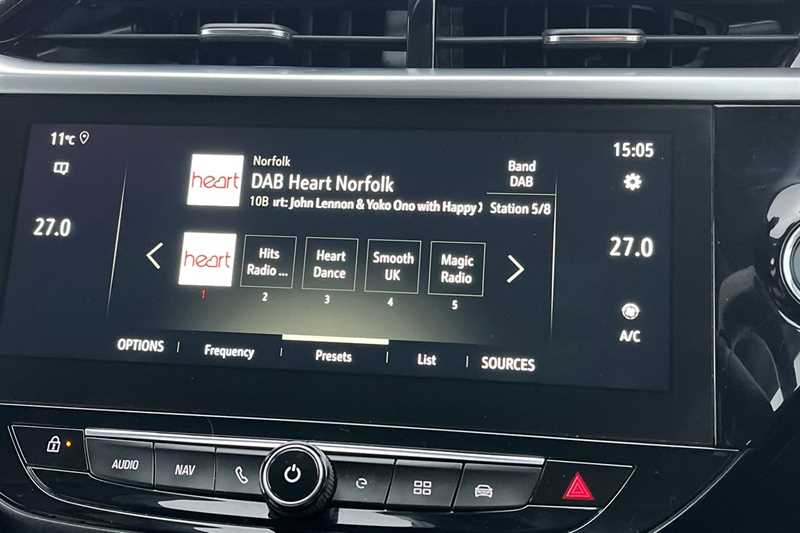 11°C
15:05
Norfolk
heart
DAB Heart Norfolk
Band
DAB
10B art: John Lennon & Yoko Ono with Happy X
Station 5/8
27.0
27.0
heart
Hits
Radio ...
Heart
Dance
Smooth
UK
Magic
Radio
1
2
3
4
5
A/C
OPTIONS
Frequency
Presets
List
SOURCES
AUDIO
NAV